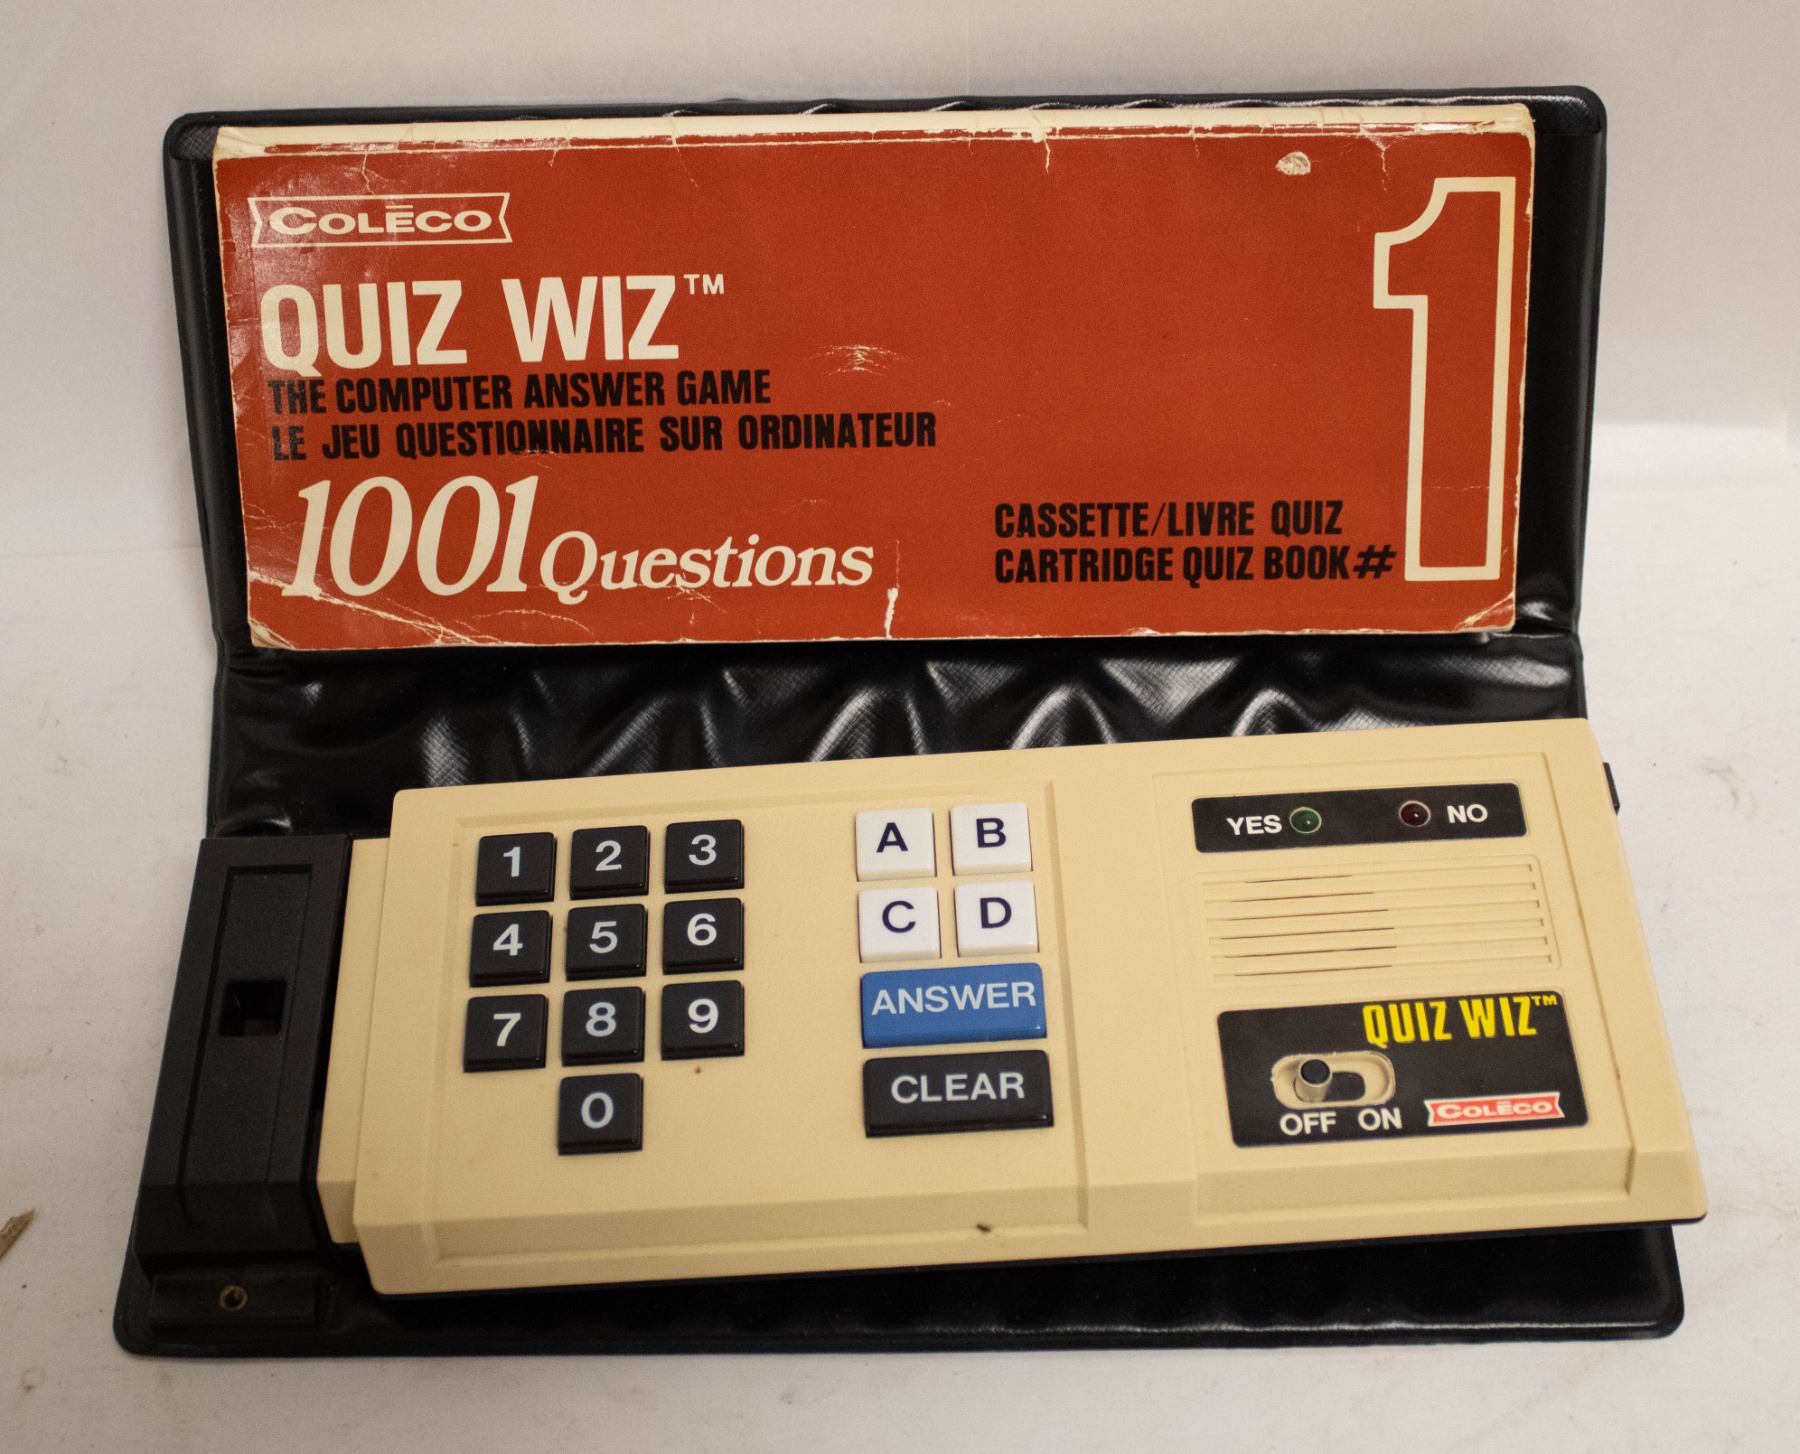 COLECO
QUIZ WIZ™
THE COMPUTER ANSWER GAME
LE JEU QUESTIONNAIRE SUR ORDINATEUR
1001 Questions
CASSETTE/LIVRE QUIZ
CARTRIDGE QUIZ BOOK # 1
1 2 3
4 5 6
7 8 9
0
A B
C D
ANSWER
CLEAR
YES NO
QUIZ WIZ™
OFF ON
COLECO